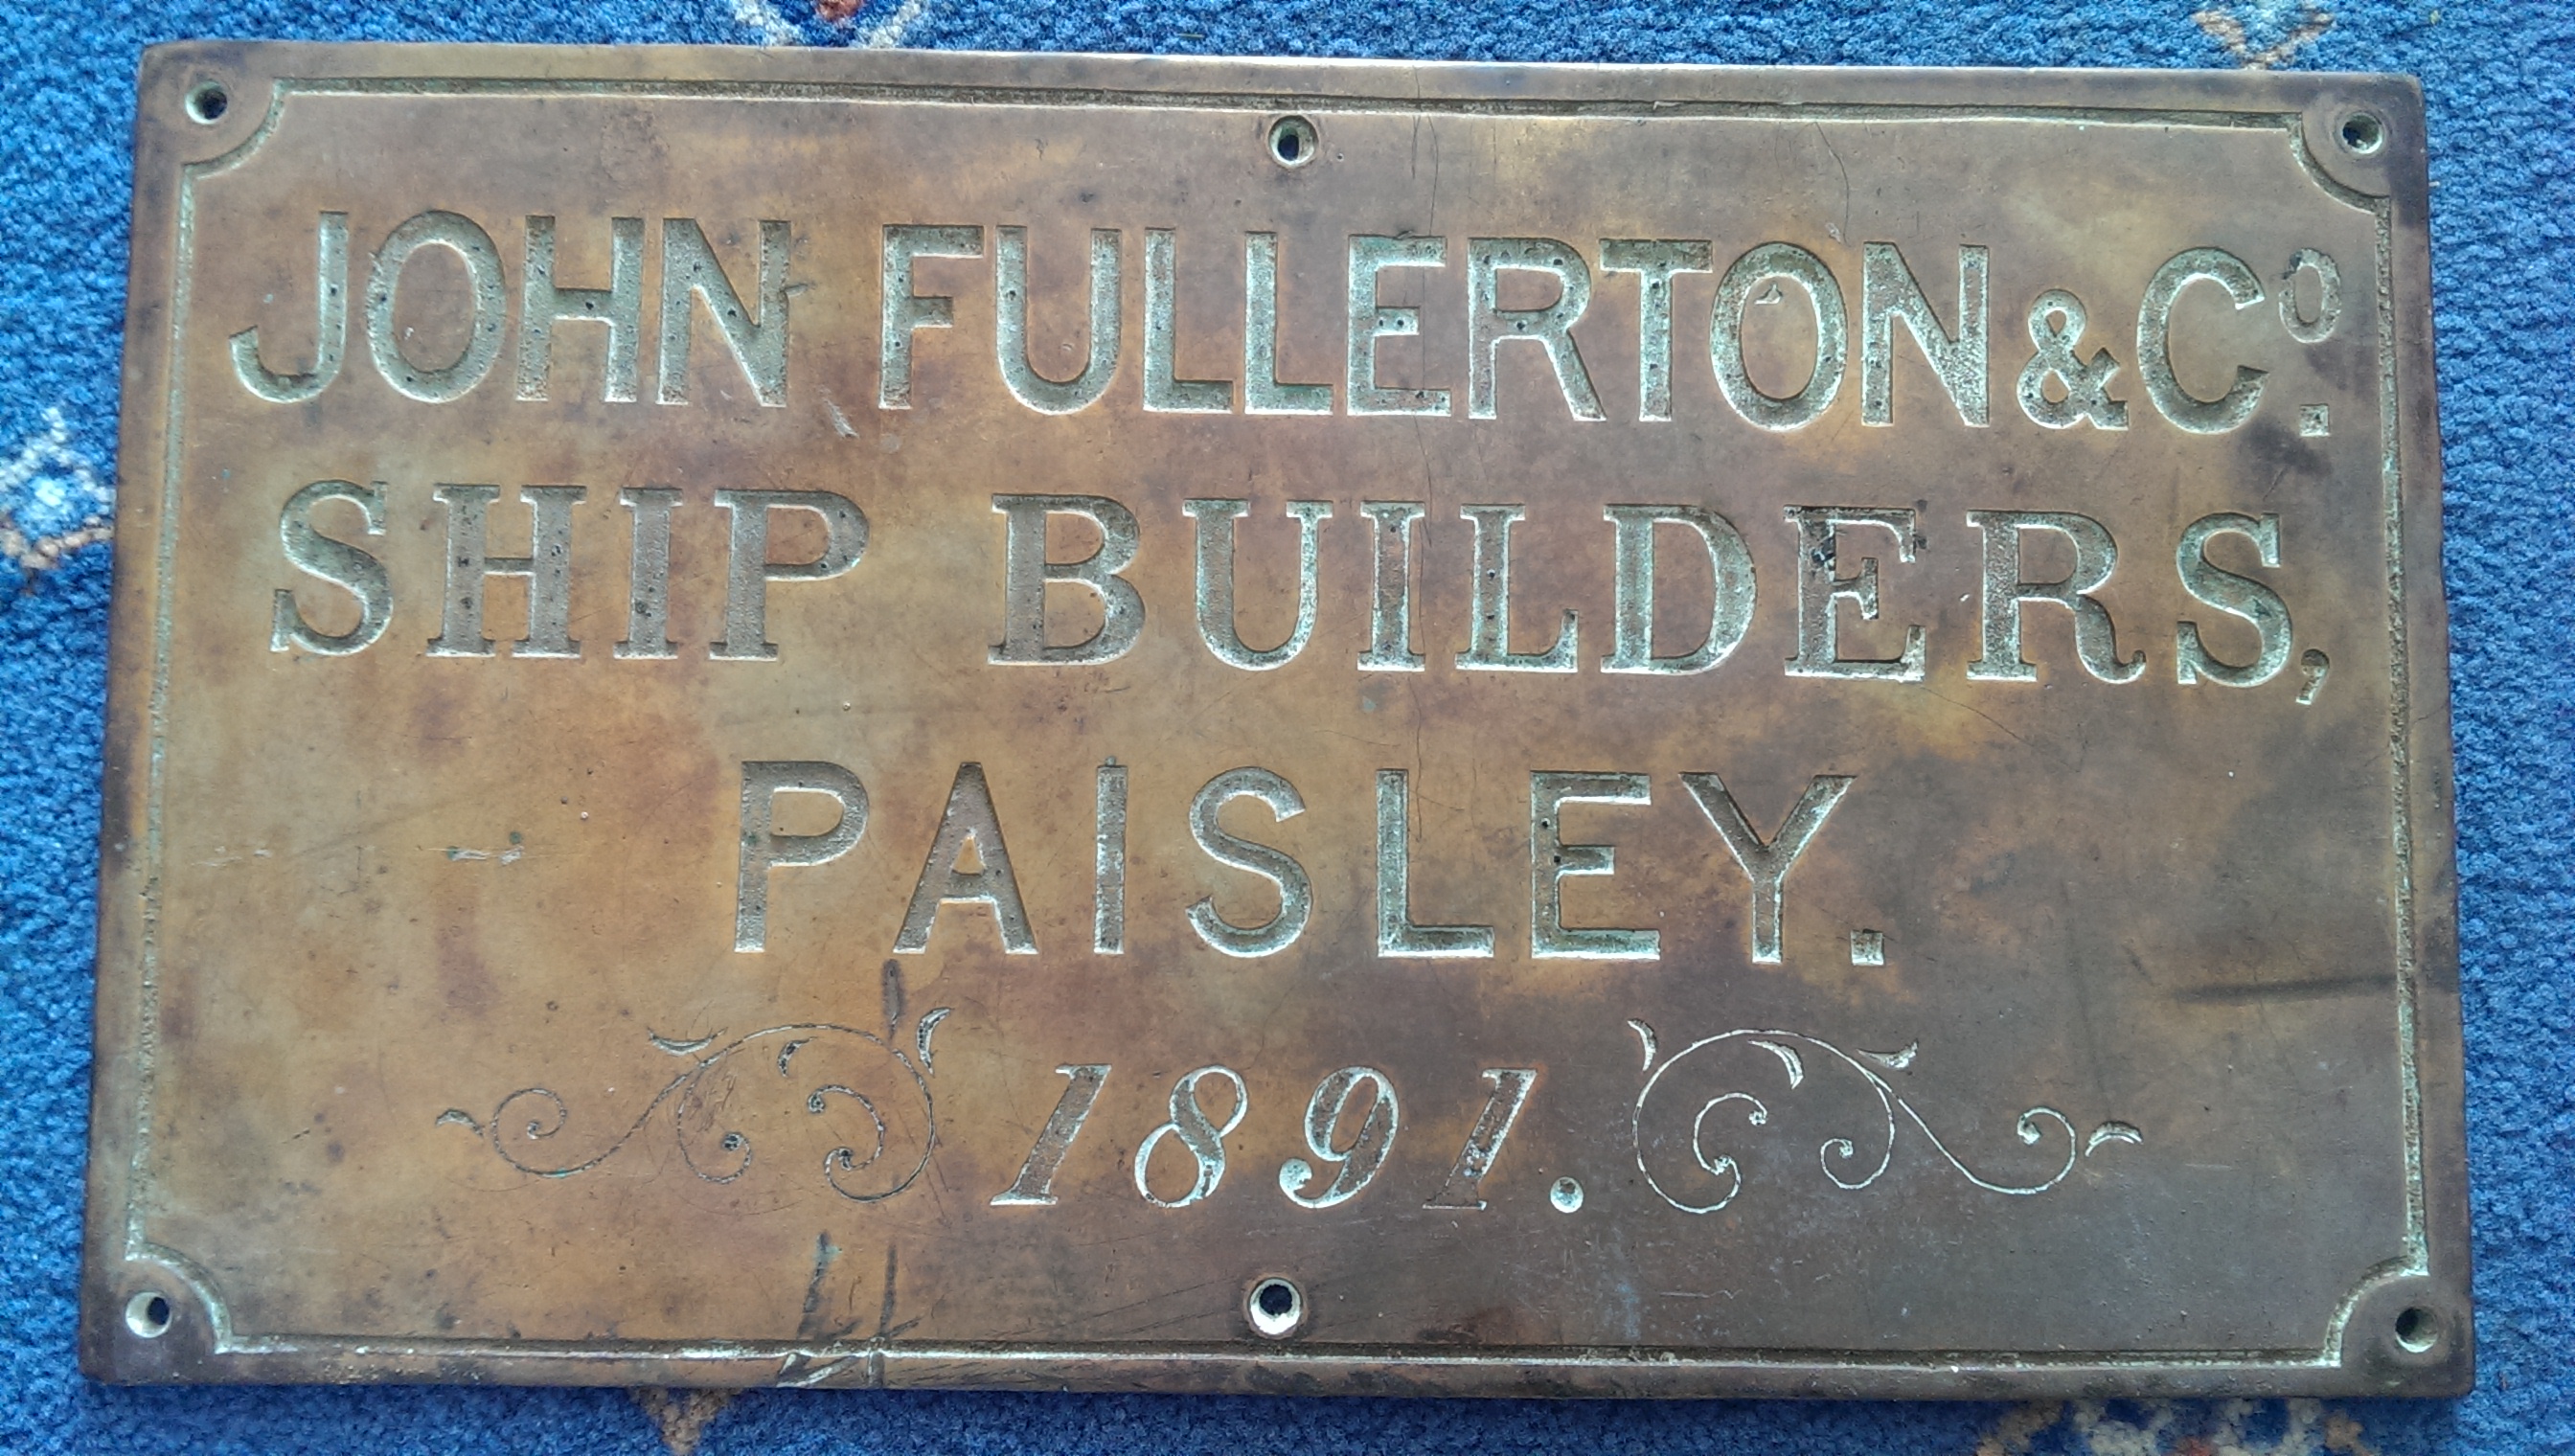 JOHN FULLERTON & Cº.
SHIP BUILDERS,
PAISLEY.
1891.